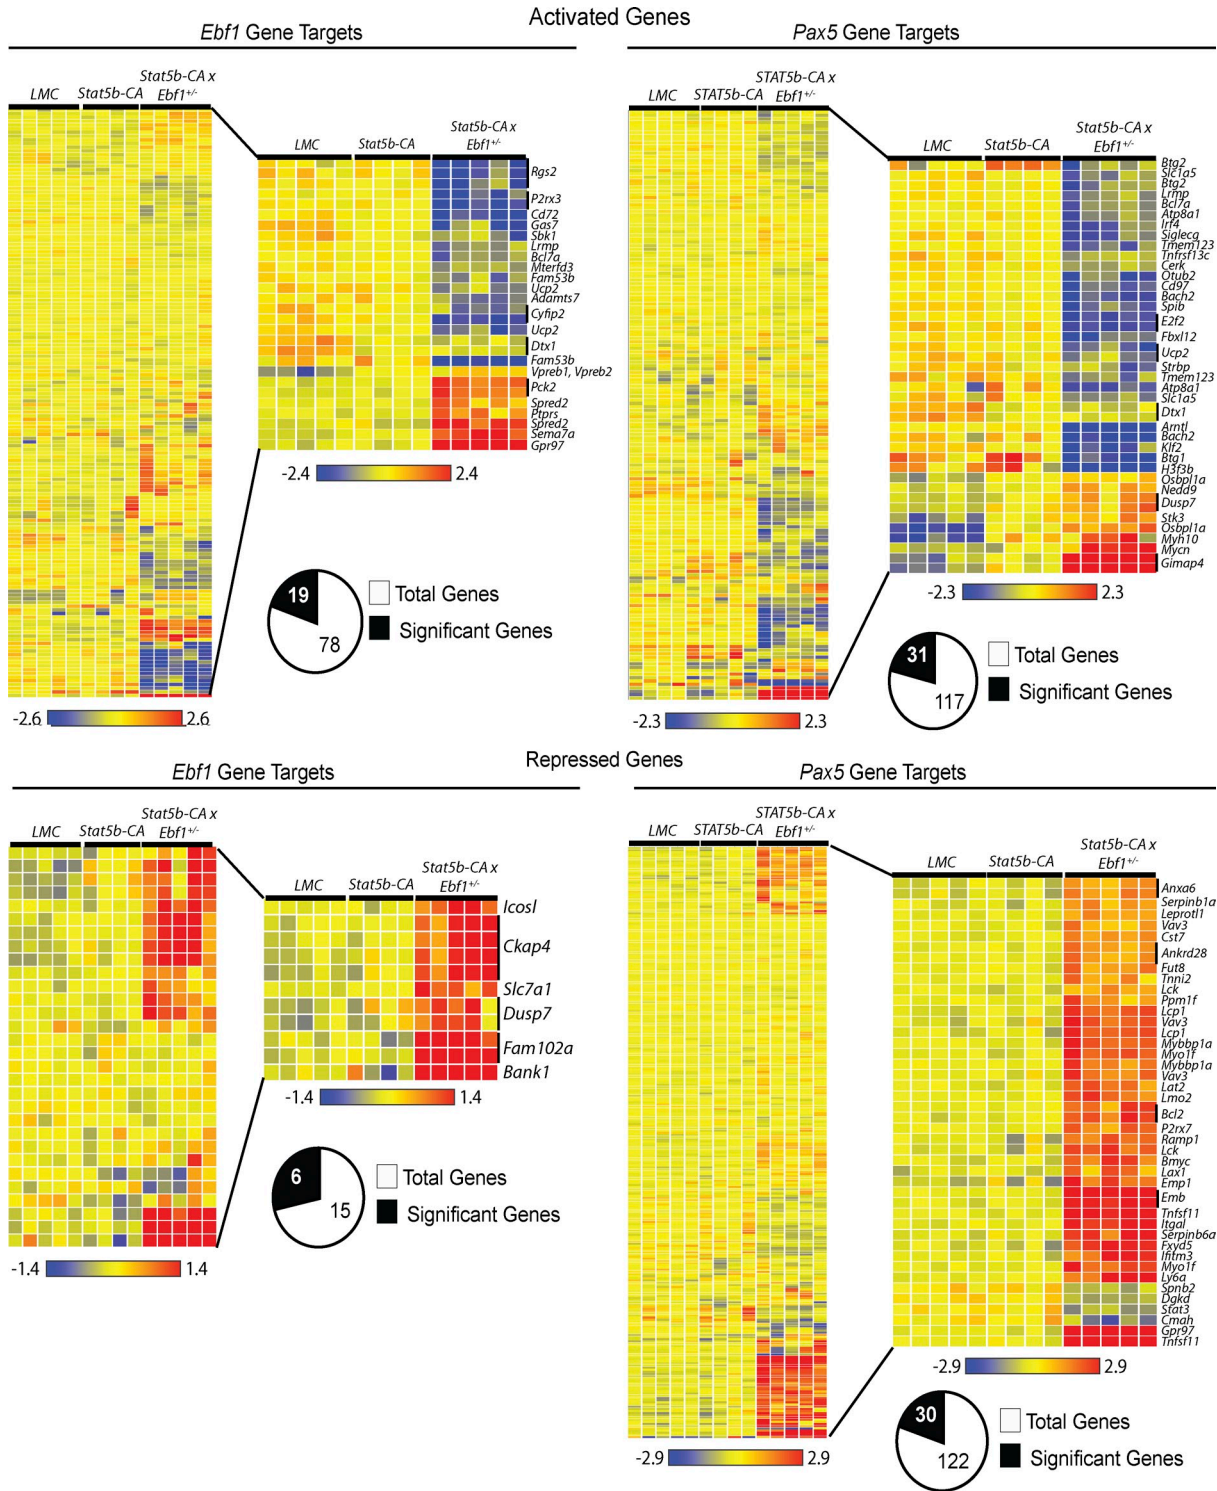 Activated Genes
Ebf1 Gene Targets
Stat5b-CA x
LMC Stat5b-CA Ebf1+/-
Stat5b-CA x
LMC Stat5b-CA Ebf1+/-
Rgs2
P2rx3
Cd72
Gas7
Sbk1
Lrmp
Bcl7a
Mterfd3
Fam53b
Ucp2
Adamts7
Cyfip2
Ucp2
Dtx1
Fam53b
Vpreb1, Vpreb2
Pck2
Spred2
Ptprs
Spred2
Sema7a
Gpr97
-2.4 2.4
19
78
Total Genes
Significant Genes
-2.6 2.6
Pax5 Gene Targets
STAT5b-CA x
LMC STAT5b-CA Ebf1+/-
Stat5b-CA x
LMC Stat5b-CA Ebf1+/-
Btg2
Slc1a5
Btg2
Lrmp
Bcl7a
Atp8a1
Irf4
Siglecg
Tmem123
Tnfrsf13c
Cerk
Otub2
Cd97
Bach2
Spib
E2f2
Fbxl12
Ucp2
Strbp
Tmem123
Atp8a1
Slc1a5
Dtx1
Arntl
Bach2
Klf2
Btg1
H3f3b
Osbpl1a
Nedd9
Dusp7
Stk3
Osbpl1a
Myh10
Mycn
Gimap4
-2.3 2.3
31
117
Total Genes
Significant Genes
-2.3 2.3
Repressed Genes
Ebf1 Gene Targets
Stat5b-CA x
LMC Stat5b-CA Ebf1+/-
Stat5b-CA x
LMC Stat5b-CA Ebf1+/-
Icosl
Ckap4
Slc7a1
Dusp7
Fam102a
Bank1
-1.4 1.4
6
15
Total Genes
Significant Genes
-1.4 1.4
Pax5 Gene Targets
STAT5b-CA x
LMC STAT5b-CA Ebf1+/-
Stat5b-CA x
LMC Stat5b-CA Ebf1+/-
Anxa6
Serpinb1a
Leprotl1
Vav3
Cst7
Ankrd28
Fut8
Tnni2
Lck
Ppm1f
Lcp1
Vav3
Lcp1
Mybbp1a
Myo1f
Mybbp1a
Vav3
Lat2
Lmo2
Bcl2
P2rx7
Ramp1
Lck
Bmyc
Lax1
Emp1
Emb
Tnfsf11
Itgal
Serpinb6a
Fxyd5
Ifitm3
Myo1f
Ly6a
Spnb2
Dgkd
Stat3
Cmah
Gpr97
Tnfsf11
-2.9 2.9
30
122
Total Genes
Significant Genes
-2.9 2.9